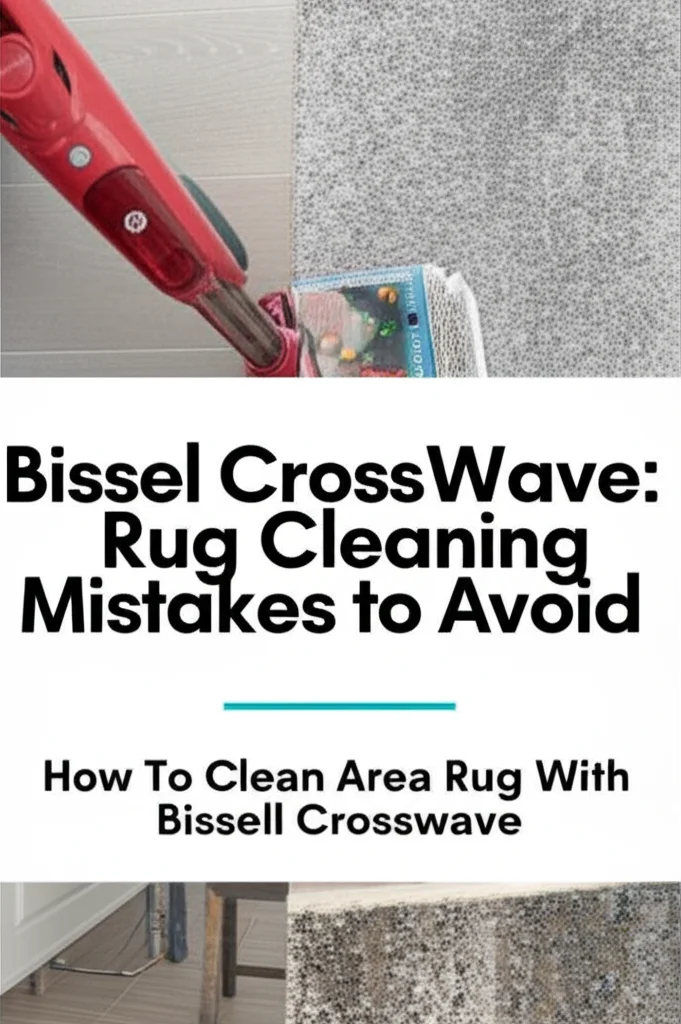 Bissel CrossWave:
Rug Cleaning
Mistakes to Avoid
How To Clean Area Rug With
Bissell Crosswave